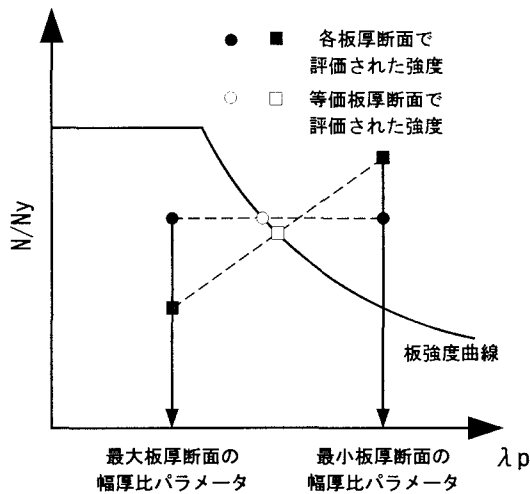 各板厚断面で
評価された強度
等価板厚断面で
評価された強度
N/Ny
板強度曲線
最大板厚断面の
幅厚比パラメータ
最小板厚断面の
幅厚比パラメータ
λp